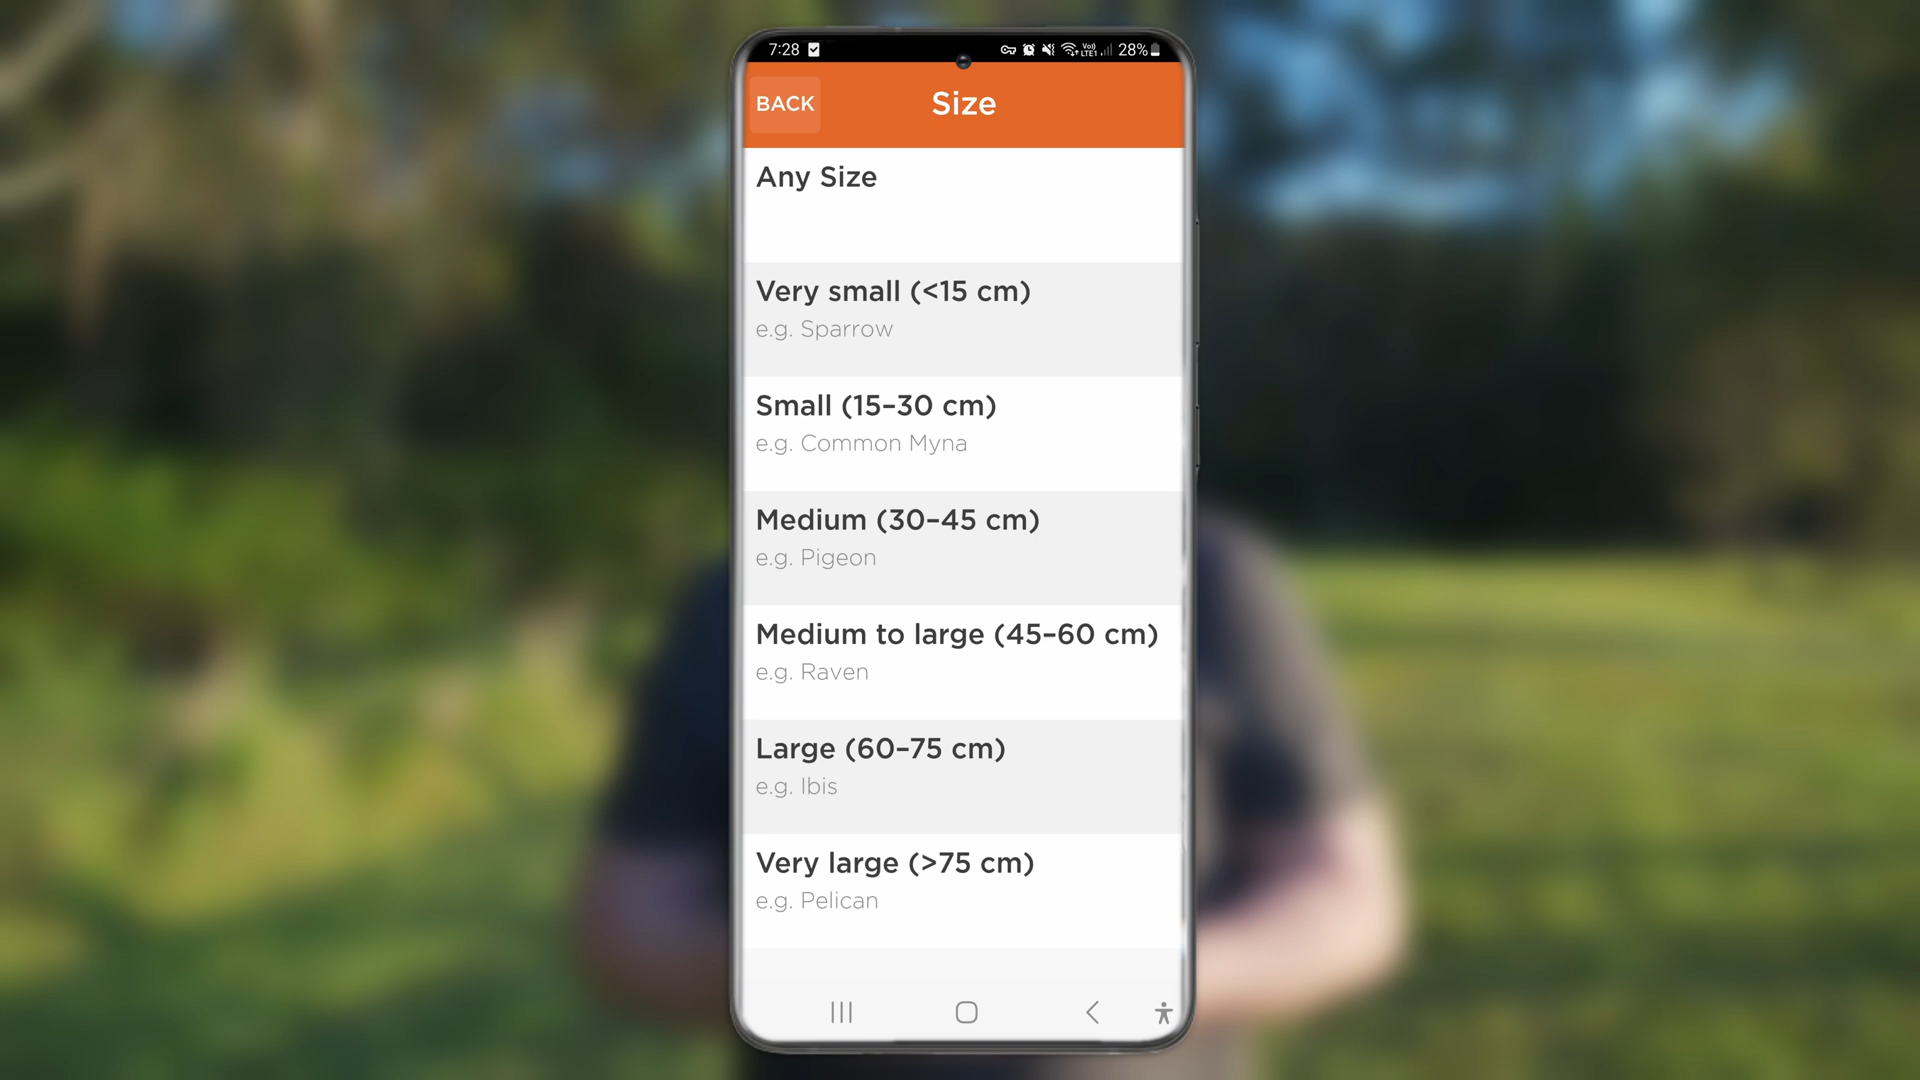 7:28
Vo) LTE1 28%
BACK
Size
Any Size
Very small (<15 cm)
e.g. Sparrow
Small (15–30 cm)
e.g. Common Myna
Medium (30–45 cm)
e.g. Pigeon
Medium to large (45–60 cm)
e.g. Raven
Large (60–75 cm)
e.g. Ibis
Very large (>75 cm)
e.g. Pelican